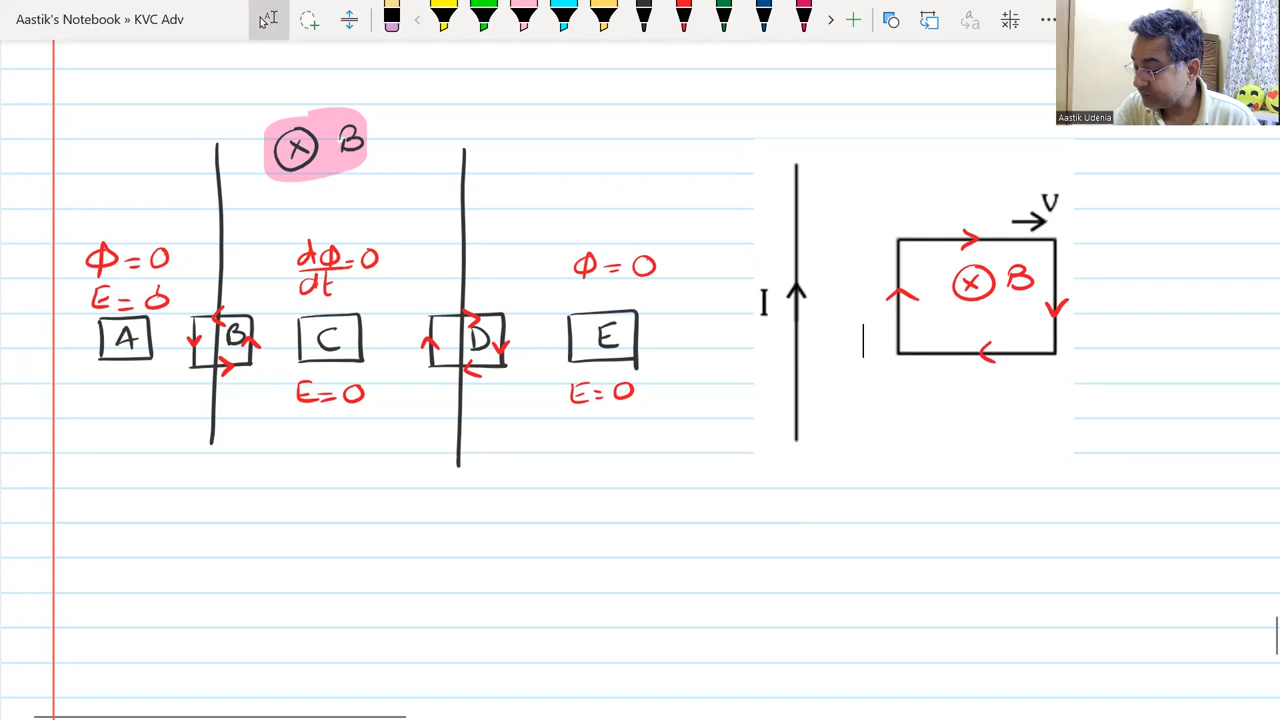 Aastik's Notebook » KVC Adv
Aastik Udenia
X B
V
Φ = 0
E = 0
dΦ/dt = 0
Φ = 0
X B
I
A
B
C
D
E
E = 0
E = 0